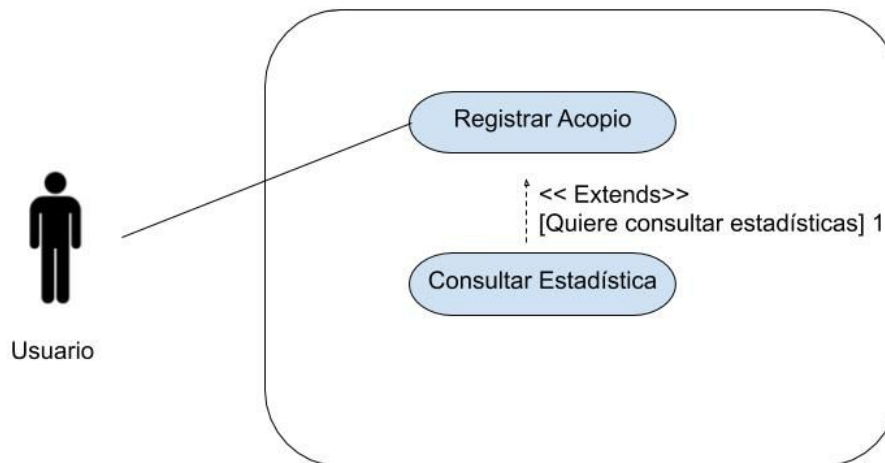 Registrar Acopio
<< Extends>>
[Quiere consultar estadísticas] 1
Consultar Estadística
Usuario